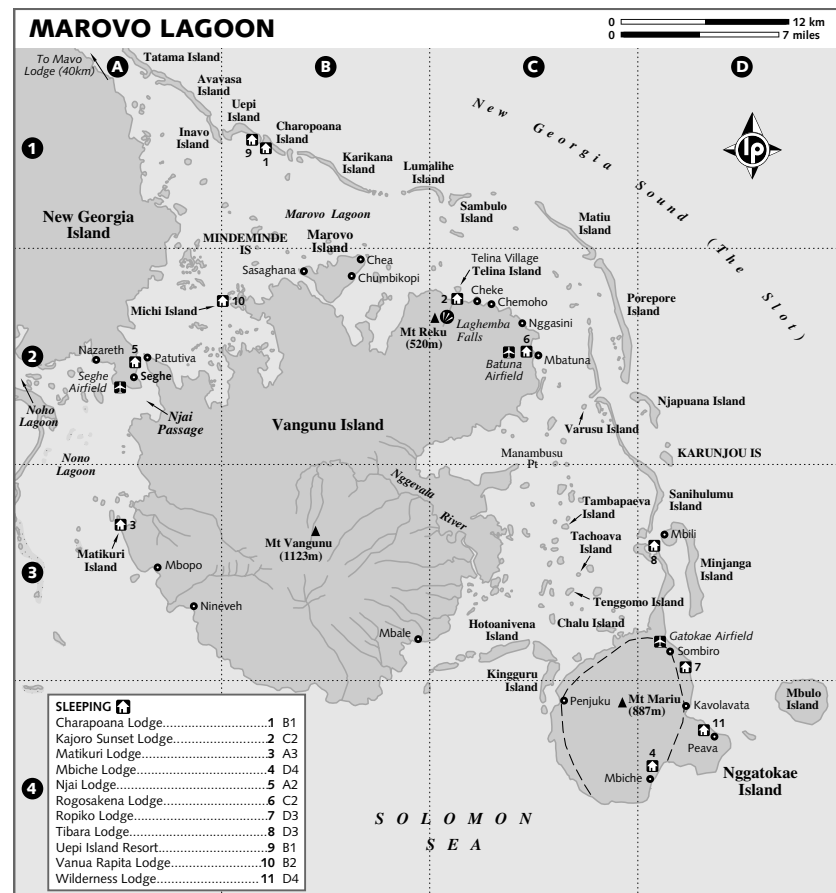 MAROVO LAGOON
0 12 km
0 7 miles
To Mavo
Lodge (40km)
A
B
C
D
Tatama Island
Avavasa
Island
Uepi
Island
Charopoana
Island
Inavo
Island
9
1
1
Karikana
Island
Lumalihe
Island
New Georgia Sound (The Slot)
lp
New Georgia
Island
Marovo Lagoon
Sambulo
Island
Matiu
Island
MINDEMINDE
IS
Marovo
Island
Chea
Sasaghana
Chumbikopi
Telina Village
Telina Island
Michi Island
10
2
Cheke
Chemoho
Porepore
Island
Mt Reku
(520m)
Laghemba
Falls
Nggasini
2
Nazareth
5
Patutiva
6
Seghe
Airfield
Seghe
Batuna
Airfield
Mbatuna
Noho
Lagoon
Njai
Passage
Vangunu Island
Varusu Island
Njapuana Island
Nono
Lagoon
Manambusu
Pt
KARUNJOU IS
Nggevala
River
Tambapaeva
Island
Sanihulumu
Island
3
Mt Vangunu
(1123m)
Tachoava
Island
Mbili
Matikuri
Island
8
Minjanga
Island
3
Mbopo
Nineveh
Tenggomo Island
Mbale
Hotoanivena
Island
Chalu Island
Gatokae Airfield
Sombiro
Kingguru
Island
7
Penjuku
Mt Mariu
(887m)
Kavolavata
Mbulo
Island
11
Peava
4
4
Mbiche
Nggatokae
Island
SOLOMON
SEA
SLEEPING
Charapoana Lodge............................1 B1
Kajoro Sunset Lodge........................2 C2
Matikuri Lodge..................................3 A3
Mbiche Lodge...................................4 D4
Njai Lodge........................................5 A2
Rogosakena Lodge...........................6 C2
Ropiko Lodge...................................7 D3
Tibara Lodge....................................8 D3
Uepi Island Resort............................9 B1
Vanua Rapita Lodge.......................10 B2
Wilderness Lodge...........................11 D4